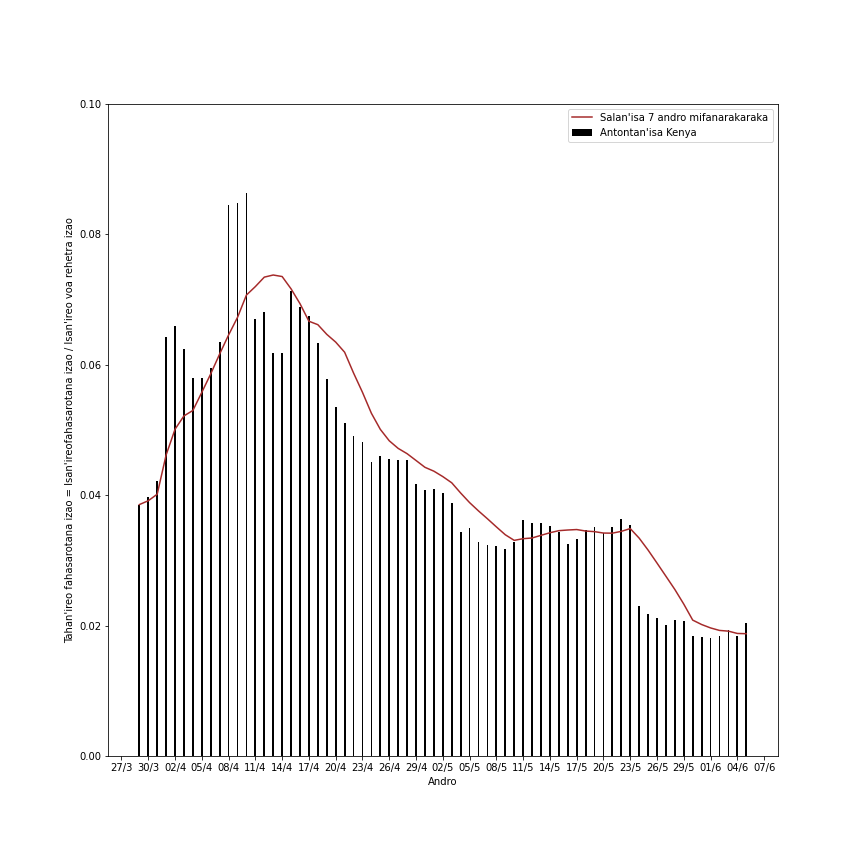 Salan'isa 7 andro mifanarakaraka
Antontan'isa Kenya
Tahan'ireo fahasarotana izao = Isan'ireofahasarotana izao / Isan'ireo voa rehetra izao
0.10
0.08
0.06
0.04
0.02
0.00
27/3 30/3 02/4 05/4 08/4 11/4 14/4 17/4 20/4 23/4 26/4 29/4 02/5 05/5 08/5 11/5 14/5 17/5 20/5 23/5 26/5 29/5 01/6 04/6 07/6
Andro